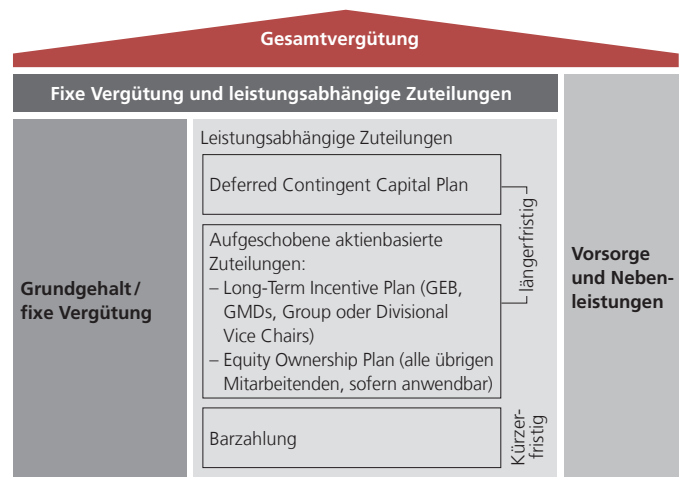 Gesamtvergütung
Fixe Vergütung und leistungsabhängige Zuteilungen
Grundgehalt/
fixe Vergütung
Leistungsabhängige Zuteilungen
Deferred Contingent Capital Plan
Aufgeschobene aktienbasierte
Zuteilungen:
– Long-Term Incentive Plan (GEB,
GMDs, Group oder Divisional
Vice Chairs)
– Equity Ownership Plan (alle übrigen
Mitarbeitenden, sofern anwendbar)
Barzahlung
längerfristig
Kürzer-
fristig
Vorsorge
und Neben-
leistungen